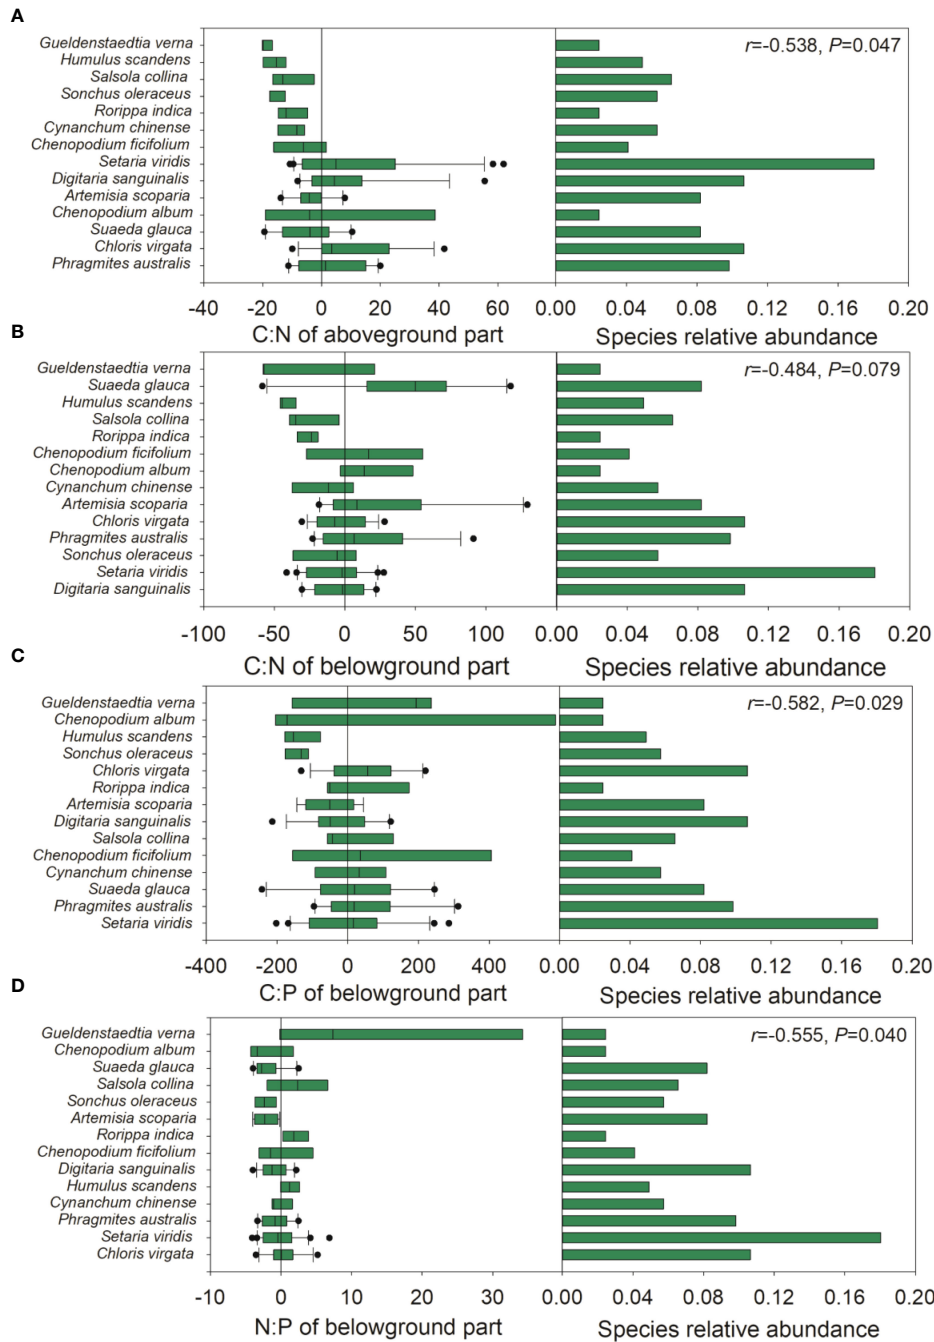 A
Gueldenstaedtia verna
Humulus scandens
Salsola collina
Sonchus oleraceus
Rorippa indica
Cynanchum chinense
Chenopodium ficifolium
Setaria viridis
Digitaria sanguinalis
Artemisia scoparia
Chenopodium album
Suaeda glauca
Chloris virgata
Phragmites australis
r=-0.538, P=0.047
-40 -20 0 20 40 60 0.00 0.04 0.08 0.12 0.16 0.20
C:N of aboveground part Species relative abundance
B
Gueldenstaedtia verna
Suaeda glauca
Humulus scandens
Salsola collina
Rorippa indica
Chenopodium ficifolium
Chenopodium album
Cynanchum chinense
Artemisia scoparia
Chloris virgata
Phragmites australis
Sonchus oleraceus
Setaria viridis
Digitaria sanguinalis
r=-0.484, P=0.079
-100 -50 0 50 100 0.00 0.04 0.08 0.12 0.16 0.20
C:N of belowground part Species relative abundance
C
Gueldenstaedtia verna
Chenopodium album
Humulus scandens
Sonchus oleraceus
Chloris virgata
Rorippa indica
Artemisia scoparia
Digitaria sanguinalis
Salsola collina
Chenopodium ficifolium
Cynanchum chinense
Suaeda glauca
Phragmites australis
Setaria viridis
r=-0.582, P=0.029
-400 -200 0 200 400 0.00 0.04 0.08 0.12 0.16 0.20
C:P of belowground part Species relative abundance
D
Gueldenstaedtia verna
Chenopodium album
Suaeda glauca
Salsola collina
Sonchus oleraceus
Artemisia scoparia
Rorippa indica
Chenopodium ficifolium
Digitaria sanguinalis
Humulus scandens
Cynanchum chinense
Phragmites australis
Setaria viridis
Chloris virgata
r=-0.555, P=0.040
-10 0 10 20 30 0.00 0.04 0.08 0.12 0.16 0.20
N:P of belowground part Species relative abundance